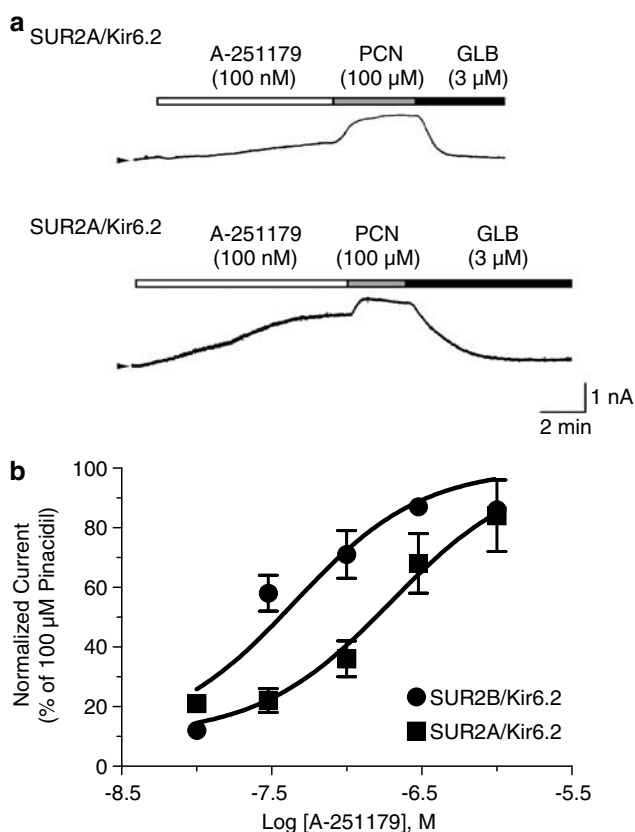 a
SUR2A/Kir6.2
A-251179 PCN GLB
(100 nM) (100 µM) (3 µM)
SUR2A/Kir6.2
A-251179 PCN GLB
(100 nM) (100 µM) (3 µM)
1 nA
2 min
b
Normalized Current
(% of 100 µM Pinacidil)
100
80
60
40
20
0
SUR2B/Kir6.2
SUR2A/Kir6.2
-8.5 -7.5 -6.5 -5.5
Log [A-251179], M